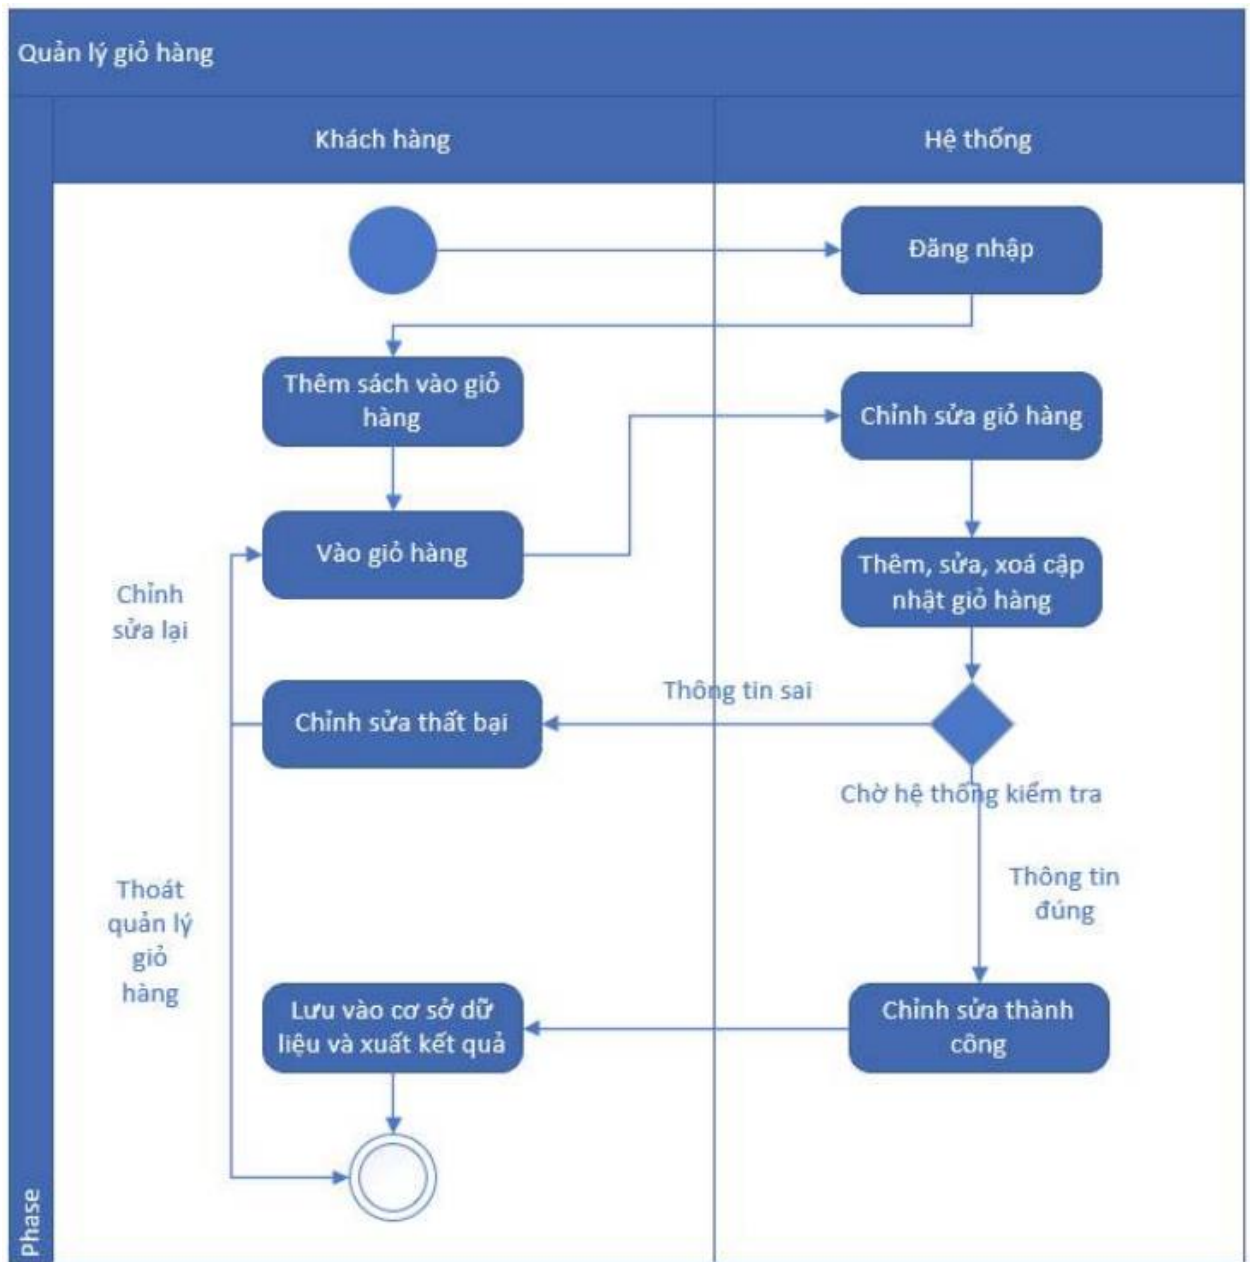 Quản lý giỏ hàng
Khách hàng
Hệ thống
Đăng nhập
Thêm sách vào giỏ
hàng
Chỉnh sửa giỏ hàng
Vào giỏ hàng
Thêm, sửa, xoá cập
nhật giỏ hàng
Chỉnh
sửa lại
Thông tin sai
Chỉnh sửa thất bại
Chờ hệ thống kiểm tra
Thông tin
đúng
Thoát
quản lý
giỏ
hàng
Lưu vào cơ sở dữ
liệu và xuất kết quả
Chỉnh sửa thành
công
Phase